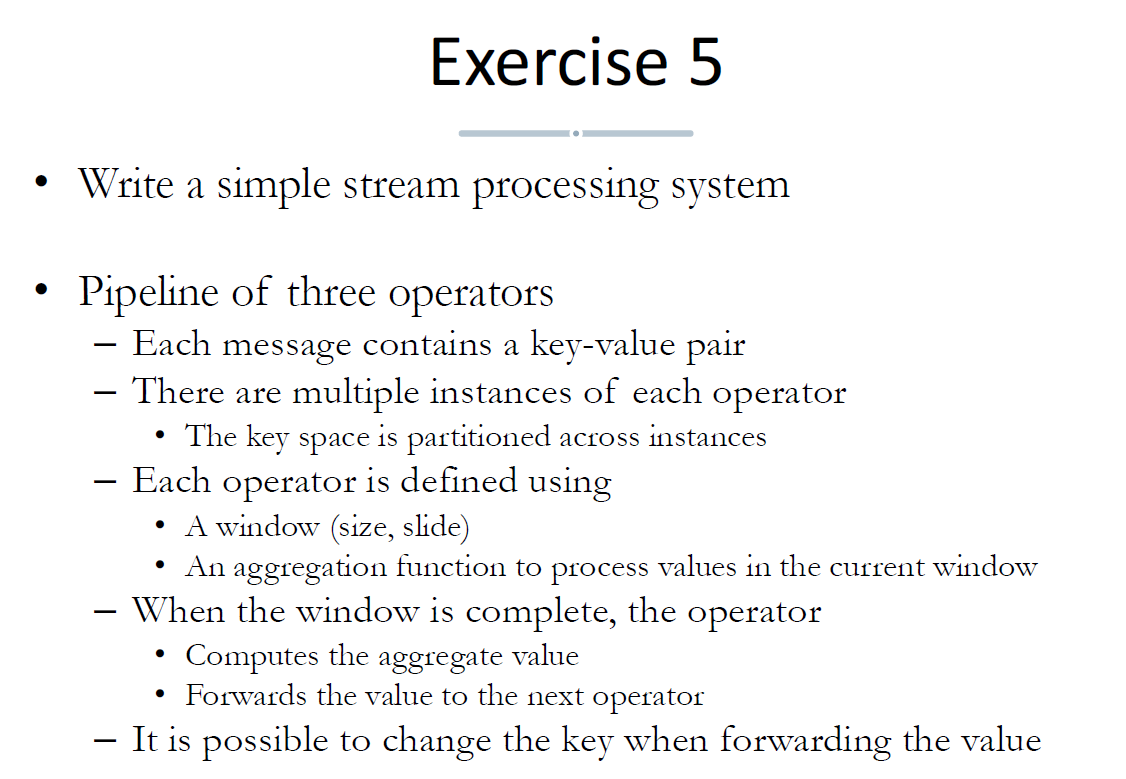 Exercise 5
• Write a simple stream processing system
• Pipeline of three operators
– Each message contains a key-value pair
– There are multiple instances of each operator
• The key space is partitioned across instances
– Each operator is defined using
• A window (size, slide)
• An aggregation function to process values in the current window
– When the window is complete, the operator
• Computes the aggregate value
• Forwards the value to the next operator
– It is possible to change the key when forwarding the value